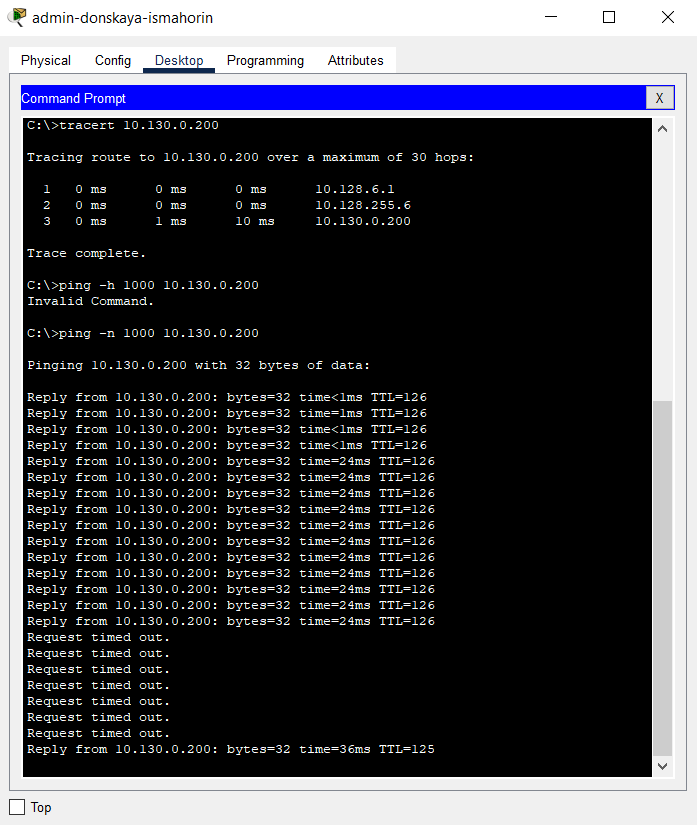 admin-donskaya-ismahorin
Physical Config Desktop Programming Attributes
Command Prompt X
C:\>tracert 10.130.0.200
Tracing route to 10.130.0.200 over a maximum of 30 hops:
1 0 ms 0 ms 0 ms 10.128.6.1
2 0 ms 0 ms 0 ms 10.128.255.6
3 0 ms 1 ms 10 ms 10.130.0.200
Trace complete.
C:\>ping -h 1000 10.130.0.200
Invalid Command.
C:\>ping -n 1000 10.130.0.200
Pinging 10.130.0.200 with 32 bytes of data:
Reply from 10.130.0.200: bytes=32 time<1ms TTL=126
Reply from 10.130.0.200: bytes=32 time=1ms TTL=126
Reply from 10.130.0.200: bytes=32 time<1ms TTL=126
Reply from 10.130.0.200: bytes=32 time<1ms TTL=126
Reply from 10.130.0.200: bytes=32 time=24ms TTL=126
Reply from 10.130.0.200: bytes=32 time=24ms TTL=126
Reply from 10.130.0.200: bytes=32 time=24ms TTL=126
Reply from 10.130.0.200: bytes=32 time=24ms TTL=126
Reply from 10.130.0.200: bytes=32 time=24ms TTL=126
Reply from 10.130.0.200: bytes=32 time=24ms TTL=126
Reply from 10.130.0.200: bytes=32 time=24ms TTL=126
Reply from 10.130.0.200: bytes=32 time=24ms TTL=126
Reply from 10.130.0.200: bytes=32 time=24ms TTL=126
Reply from 10.130.0.200: bytes=32 time=24ms TTL=126
Reply from 10.130.0.200: bytes=32 time=24ms TTL=126
Request timed out.
Request timed out.
Request timed out.
Request timed out.
Request timed out.
Request timed out.
Request timed out.
Reply from 10.130.0.200: bytes=32 time=36ms TTL=125
Top